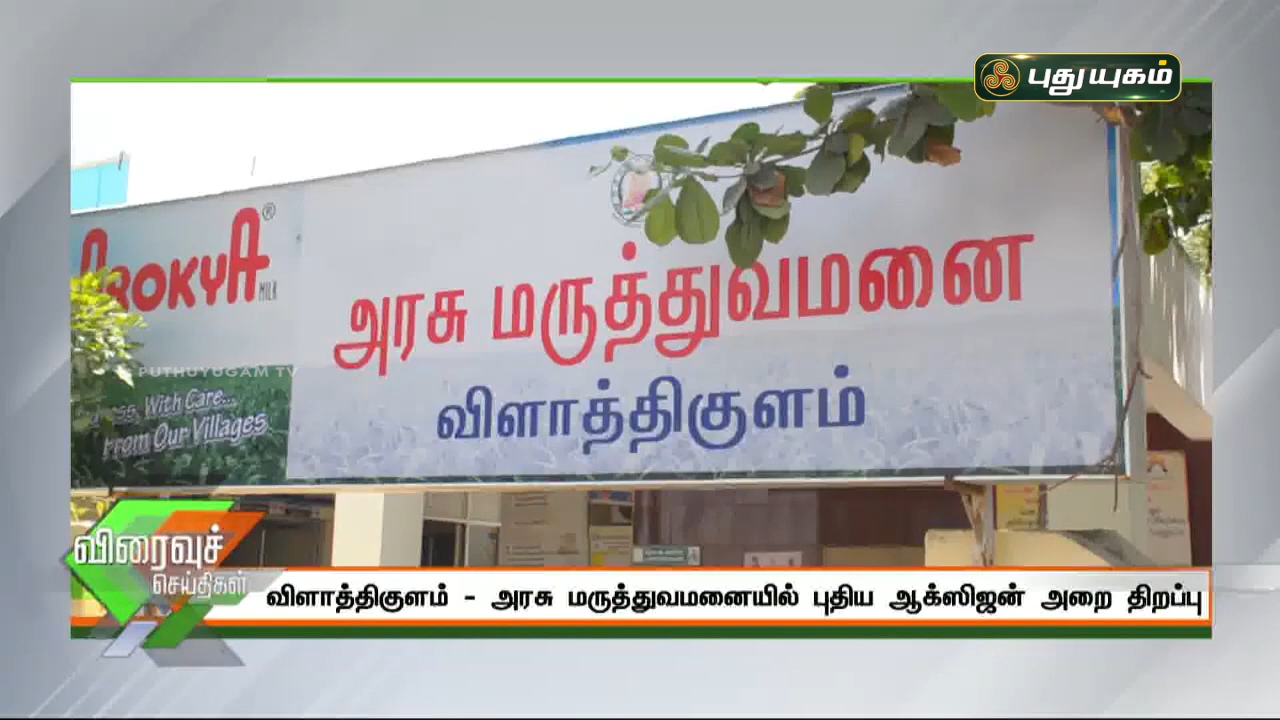 புதுயுகம்
AROKYA®
MILK
அரசு மருத்துவமனை
விளாத்திகுளம்
PUTHUYUGAM TV
With Care...
From Our Villages
விரைவுச்
செய்திகள்
விளாத்திகுளம் - அரசு மருத்துவமனையில் புதிய ஆக்ஸிஜன் அறை திறப்பு